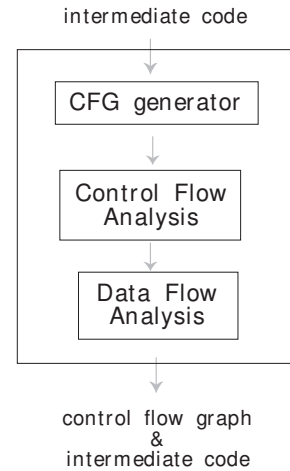 intermediate code
CFG generator
Control Flow
Analysis
Data Flow
Analysis
control flow graph
&
intermediate code